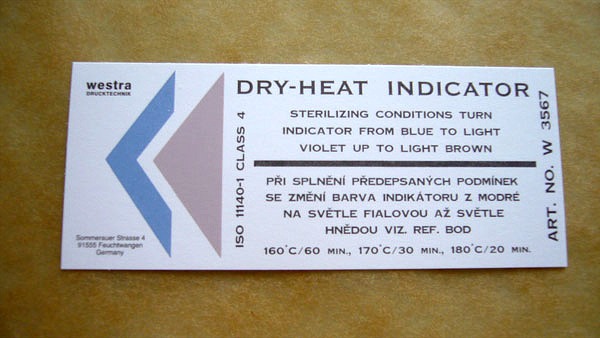 westra
DRUCKTECHNIK
Sommerauer Strasse 4
91555 Feuchtwangen
Germany
ISO 11140-1 CLASS 4
DRY-HEAT INDICATOR
STERILIZING CONDITIONS TURN
INDICATOR FROM BLUE TO LIGHT
VIOLET UP TO LIGHT BROWN
PŘI SPLNĚNÍ PŘEDEPSANÝCH PODMÍNEK
SE ZMĚNÍ BARVA INDIKÁTORU Z MODRÉ
NA SVĚTLE FIALOVOU AŽ SVĚTLE
HNĚDOU VIZ. REF. BOD
160°C/60 MIN., 170°C/30 MIN., 180°C/20 MIN.
ART. NO. W 3567